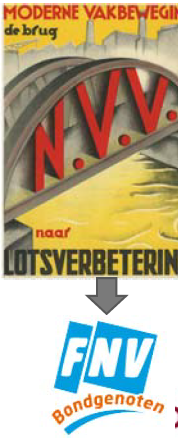 MODERNE VAKBEWEGIN
de brug
N.V.V.
naar
LOTSVERBETERIN
FNV
Bondgenoten